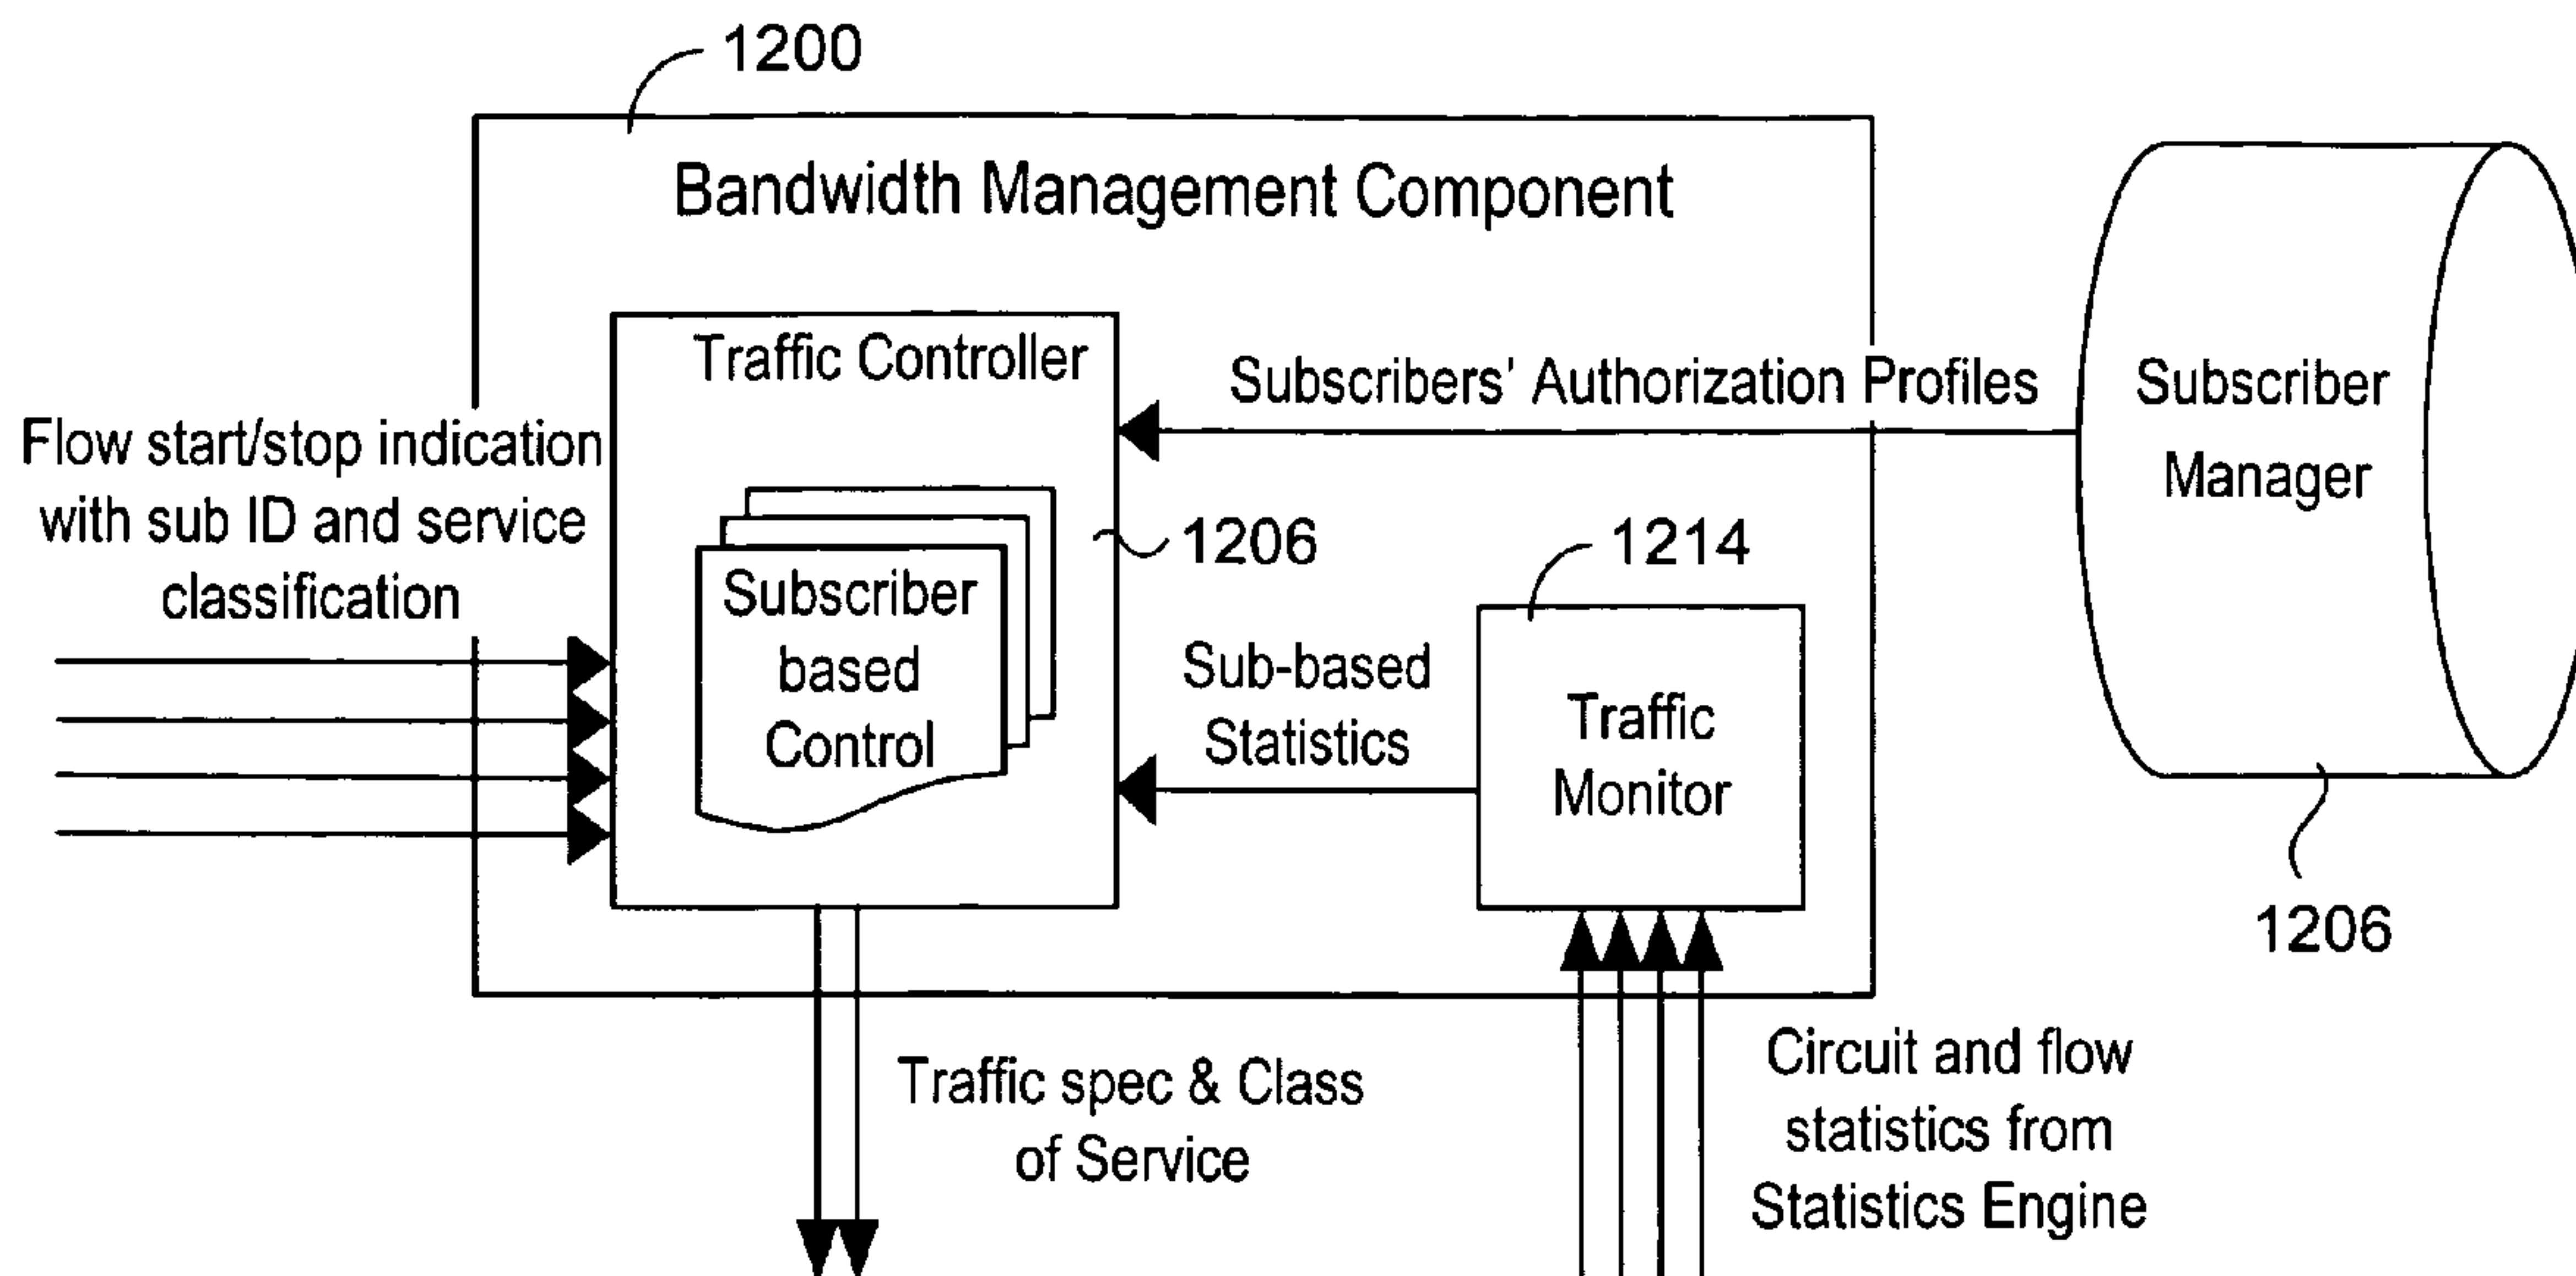 1200
Bandwidth Management Component
Traffic Controller
Subscribers' Authorization Profiles
Subscriber
Manager
Flow start/stop indication
with sub ID and service
classification
1206
1214
Subscriber
based
Control
Sub-based
Statistics
Traffic
Monitor
1206
Traffic spec & Class
of Service
Circuit and flow
statistics from
Statistics Engine